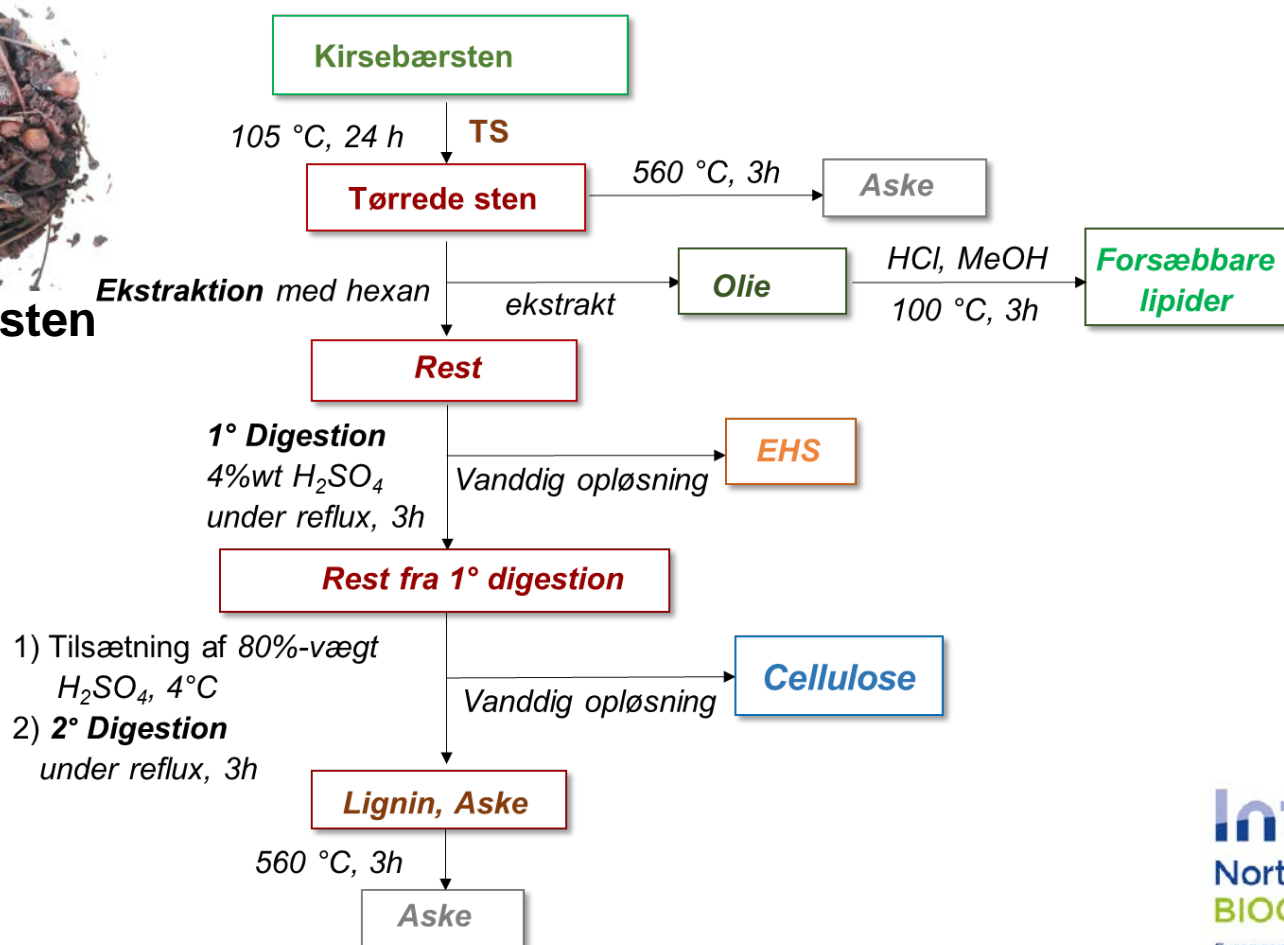 Kirsebærsten
105 °C, 24 h
TS
Tørrede sten
560 °C, 3h
Aske
sten
Ekstraktion med hexan
ekstrakt
Olie
HCl, MeOH
100 °C, 3h
Forsæbbare
lipider
Rest
1° Digestion
4%wt H₂SO₄
under reflux, 3h
Vanddig opløsning
EHS
Rest fra 1° digestion
1) Tilsætning af 80%-vægt
H₂SO₄, 4°C
2) 2° Digestion
under reflux, 3h
Vanddig opløsning
Cellulose
Lignin, Aske
560 °C, 3h
Aske